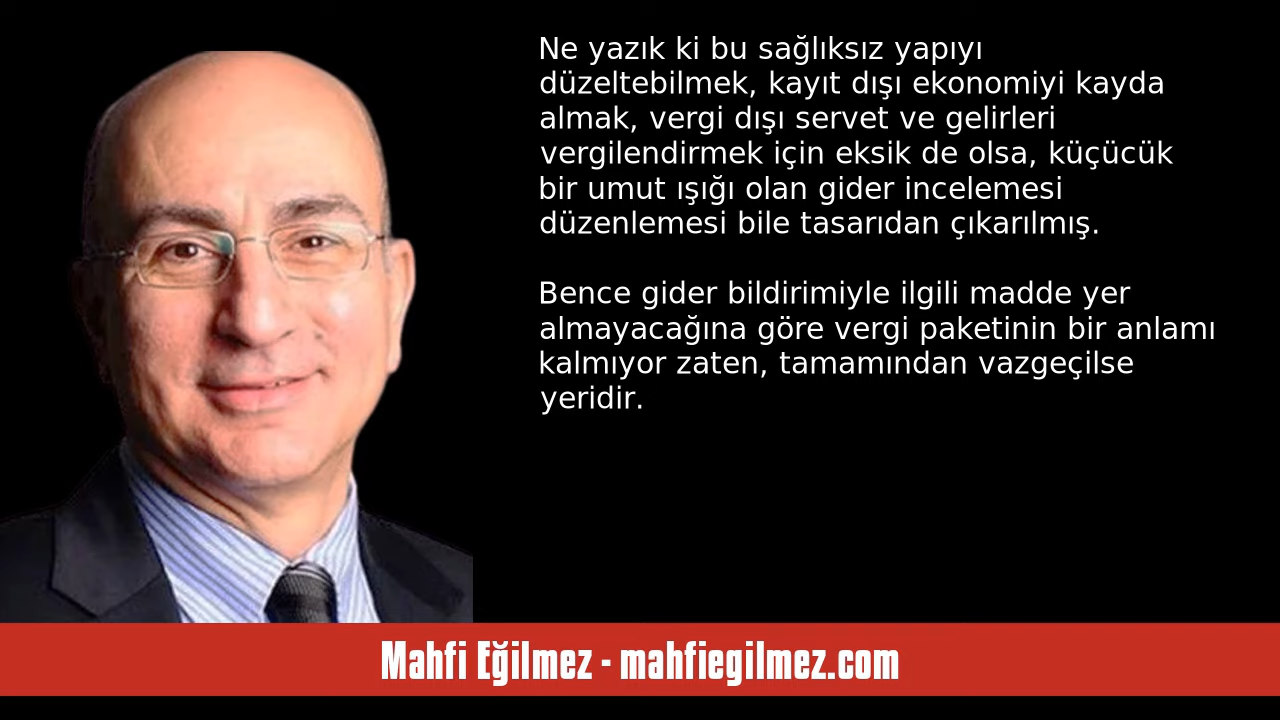 Ne yazık ki bu sağlıksız yapıyı
düzeltebilmek, kayıt dışı ekonomiyi kayda
almak, vergi dışı servet ve gelirleri
vergilendirmek için eksik de olsa, küçücük
bir umut ışığı olan gider incelemesi
düzenlemesi bile tasarıdan çıkarılmış.
Bence gider bildirimiyle ilgili madde yer
almayacağına göre vergi paketinin bir anlamı
kalmıyor zaten, tamamından vazgeçilse
yeridir.
Mahfi Eğilmez - mahfiegilmez.com